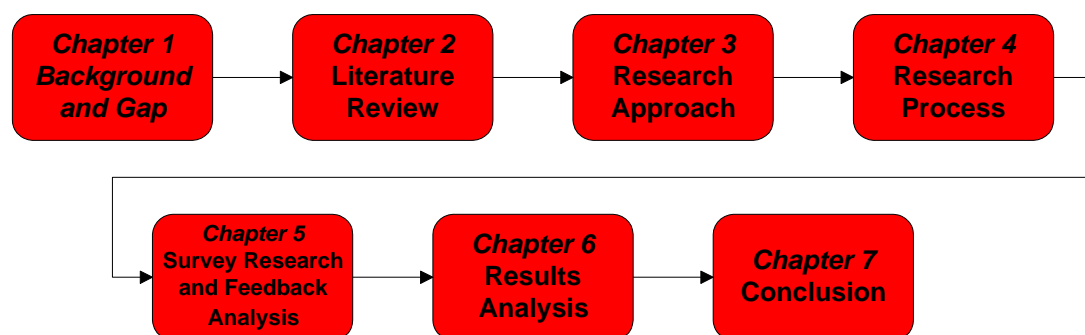 Chapter 1
Background
and Gap
Chapter 2
Literature
Review
Chapter 3
Research
Approach
Chapter 4
Research
Process
Chapter 5
Survey Research
and Feedback
Analysis
Chapter 6
Results
Analysis
Chapter 7
Conclusion